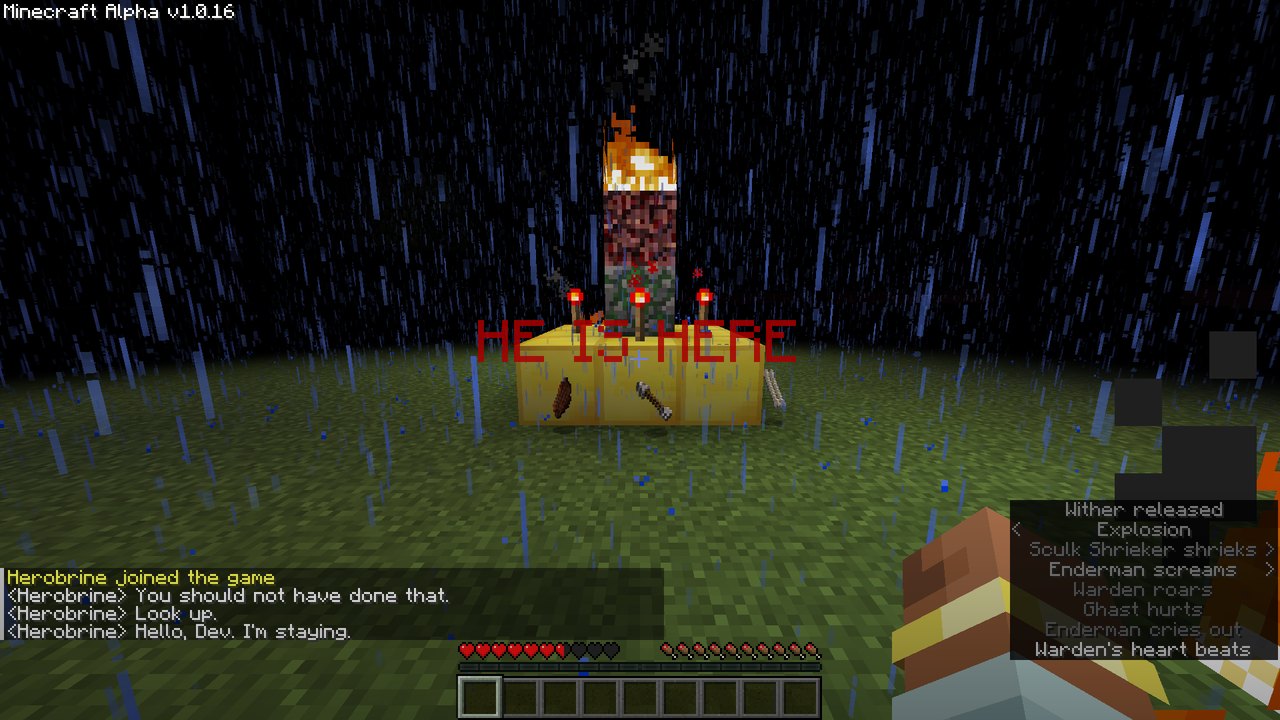 Minecraft Alpha v1.0.16
HE IS HERE
Wither released
< Explosion
Sculk Shrieker shrieks >
Enderman screams >
Warden roars
Ghast hurts
Enderman cries out
Warden's heart beats
Herobrine joined the game
<Herobrine> You should not have done that.
<Herobrine> Look up.
<Herobrine> Hello, Dev. I'm staying.